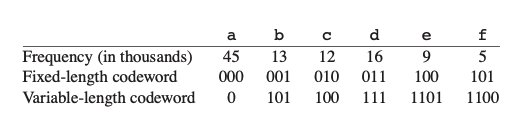 a b c d e f
Frequency (in thousands) 45 13 12 16 9 5
Fixed-length codeword 000 001 010 011 100 101
Variable-length codeword 0 101 100 111 1101 1100